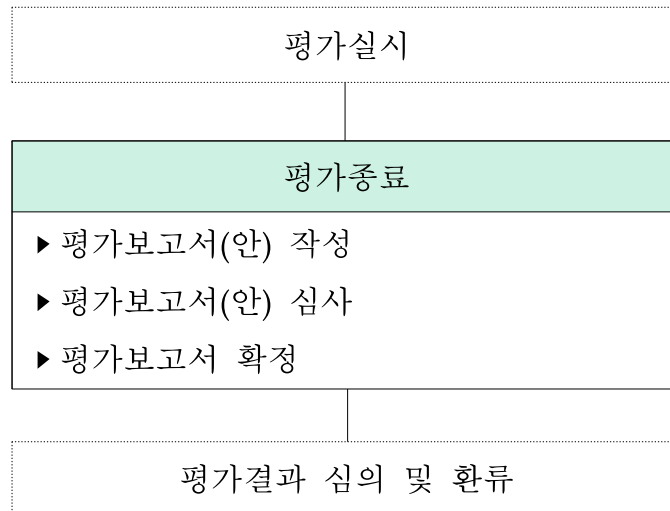 평가실시
평가종료
▶평가보고서(안) 작성
▶평가보고서(안) 심사
▶평가보고서 확정
평가결과 심의 및 환류